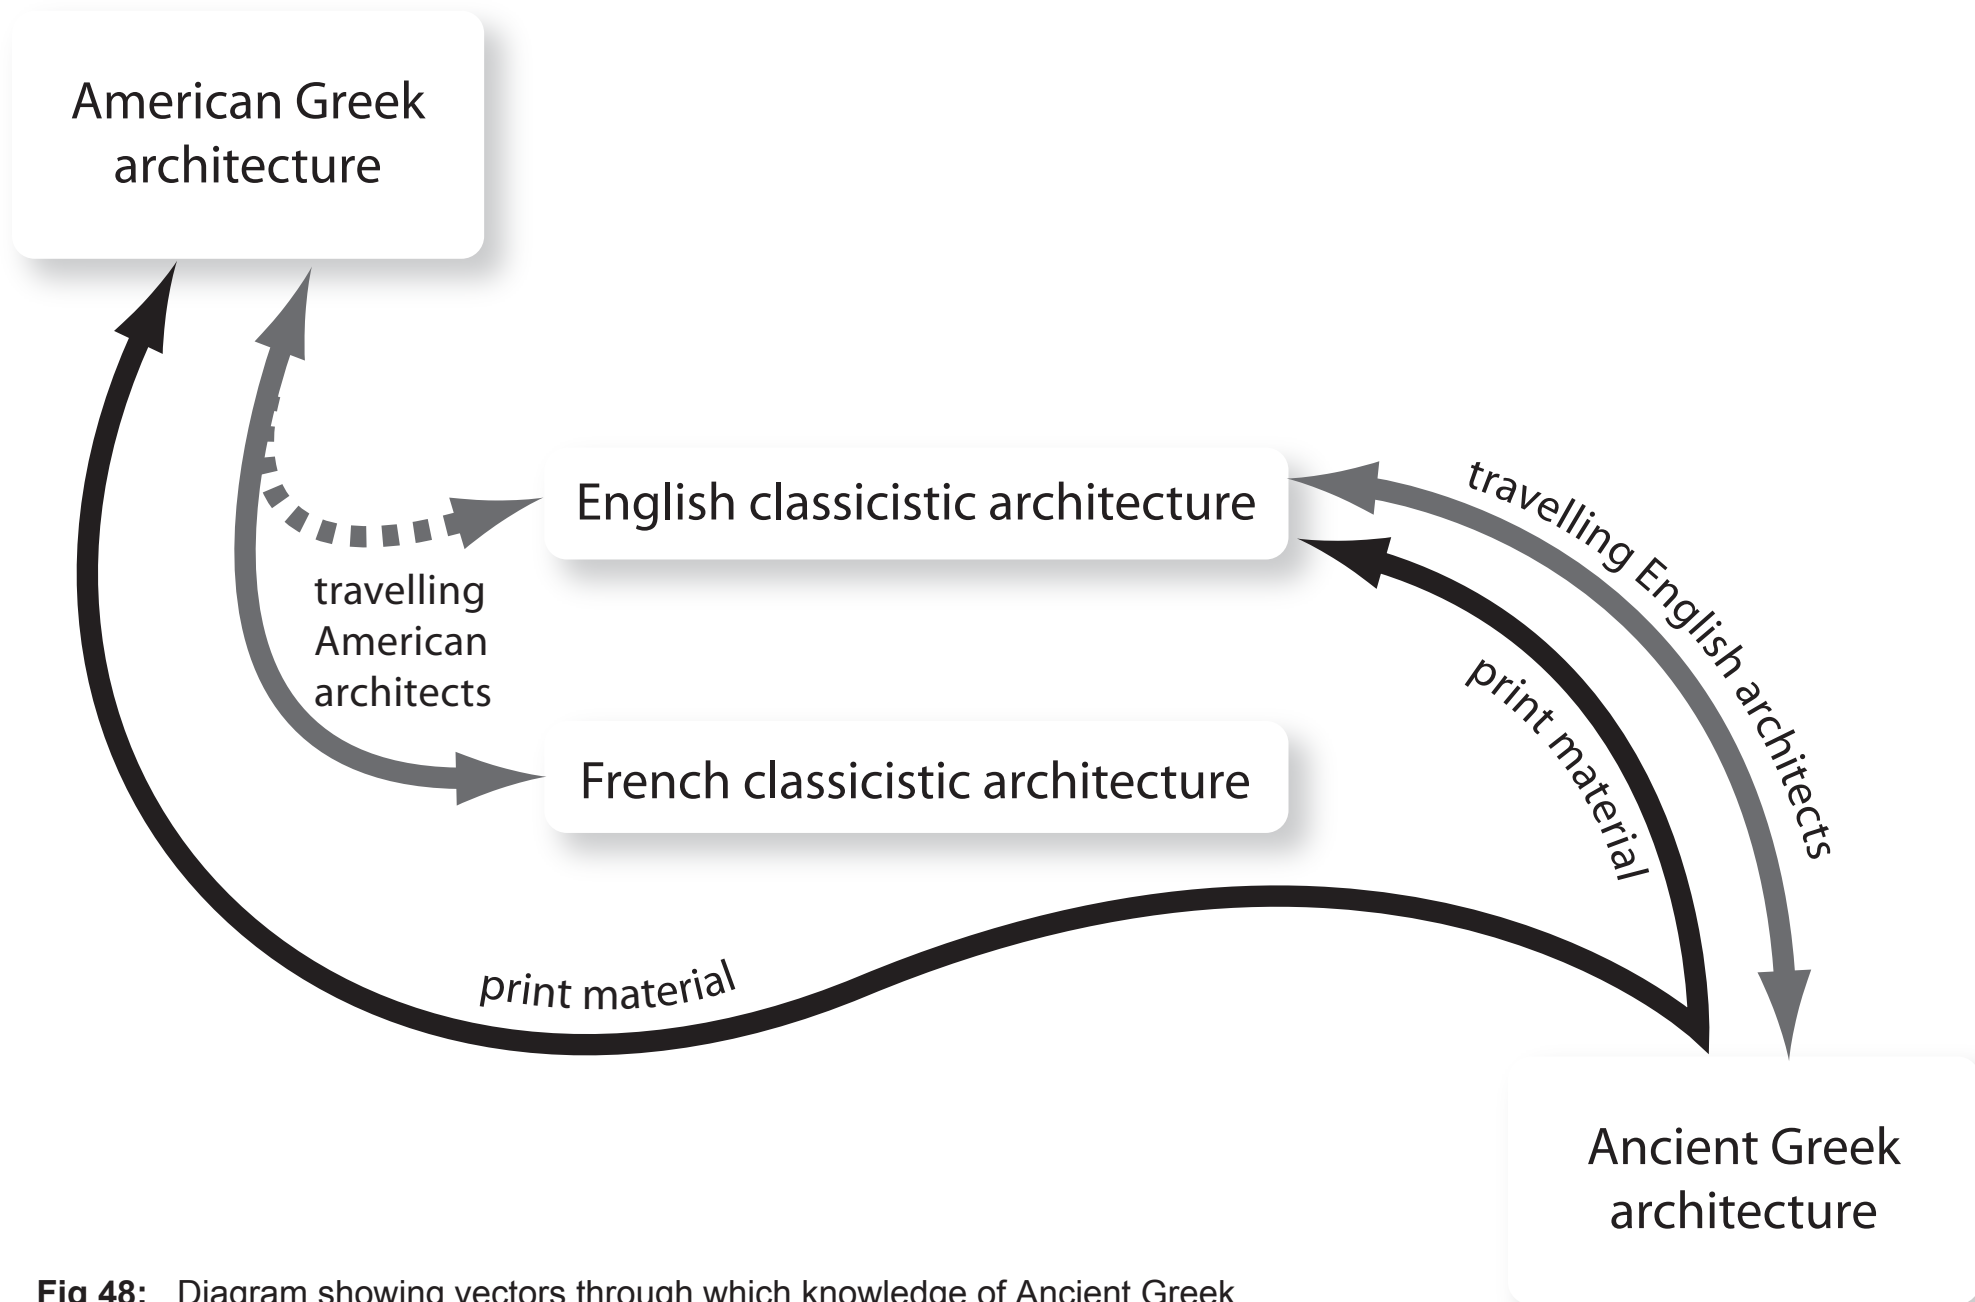 American Greek
architecture
English classicistic architecture
travelling English architects
print material
travelling
American
architects
French classicistic architecture
print material
Ancient Greek
architecture
Fig 48: Diagram showing vectors through which knowledge of Ancient Greek